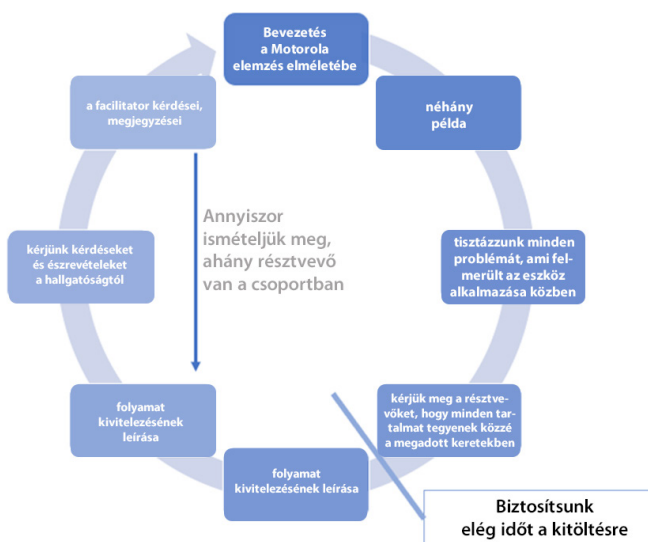 Bevezetés
a Motorola
elemzés elméletébe
néhány
példa
tisztázzunk minden
problémát, ami fel-
merült az eszköz
alkalmazása közben
kérjük meg a résztve-
vőket, hogy minden tar-
talmat tegyenek közzé
a megadott keretekben
Biztosítsunk
elég időt a kitöltésre
folyamat
kivitelezésének leírása
folyamat
kivitelezésének
leírása
kérjünk kérdéseket
és észrevételeket
a hallgatóságtól
a facilitator kérdései,
megjegyzései
Annyiszor
ismételjük meg,
ahány résztvevő
van a csoportban